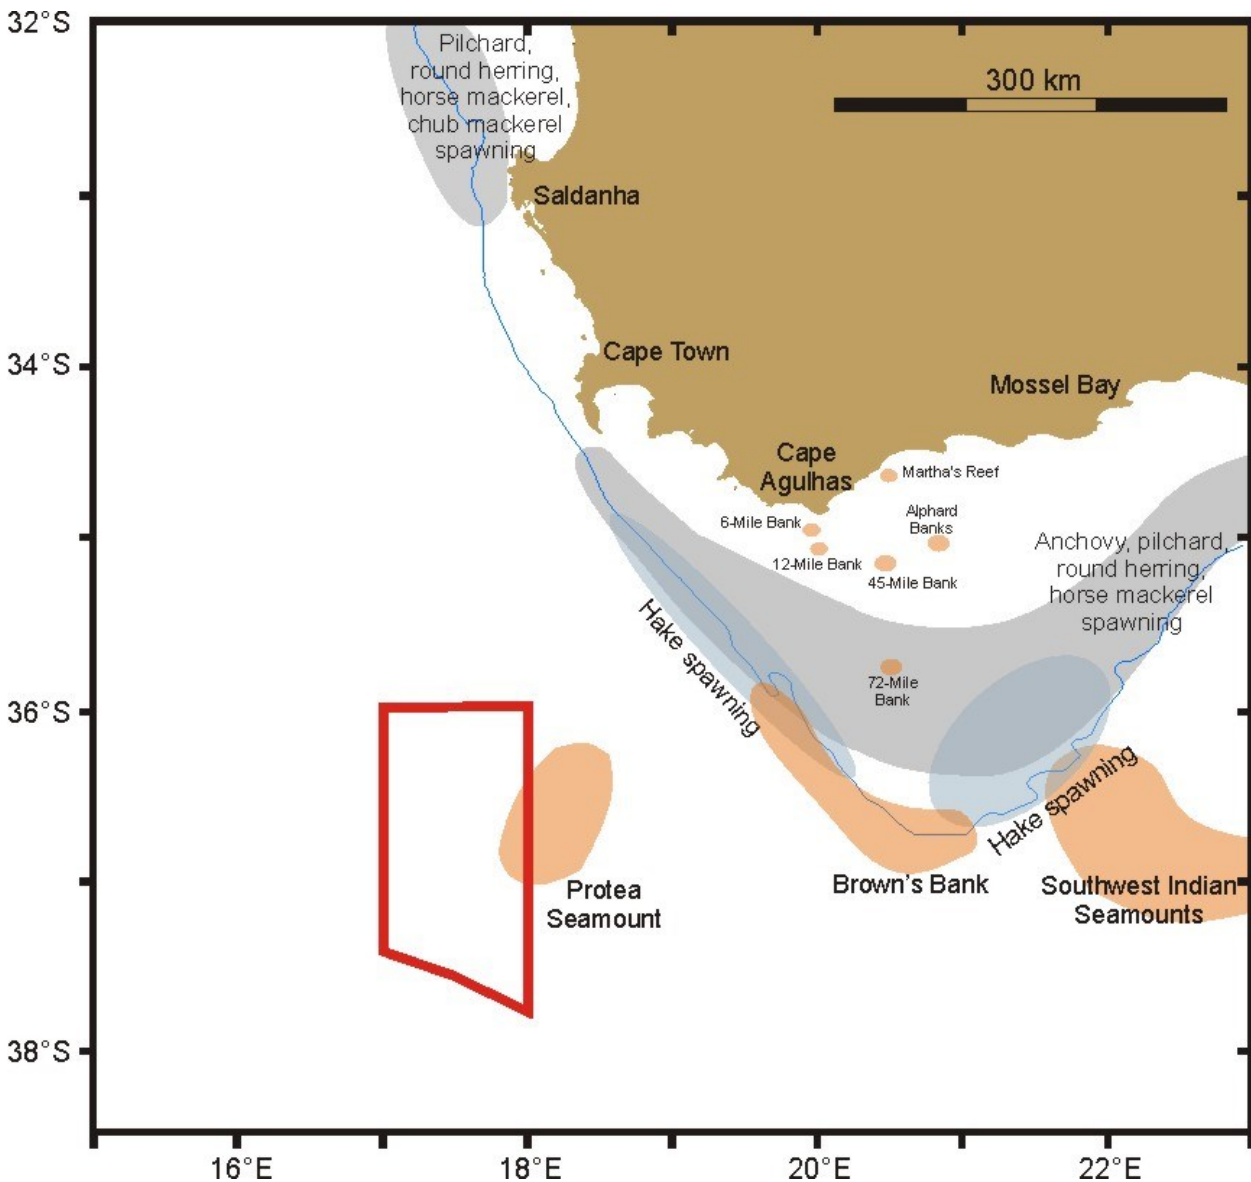 32°S
Pilchard,
round herring,
horse mackerel,
chub mackerel
spawning
300 km
Saldanha
34°S
Cape Town
Mossel Bay
Cape
Agulhas
Martha's Reef
6-Mile Bank
Alphard
Banks
12-Mile Bank
45-Mile Bank
Anchovy, pilchard,
round herring,
horse mackerel
spawning
Hake spawning
72-Mile
Bank
36°S
Hake spawning
Protea
Seamount
Brown's Bank
Southwest Indian
Seamounts
38°S
16°E
18°E
20°E
22°E